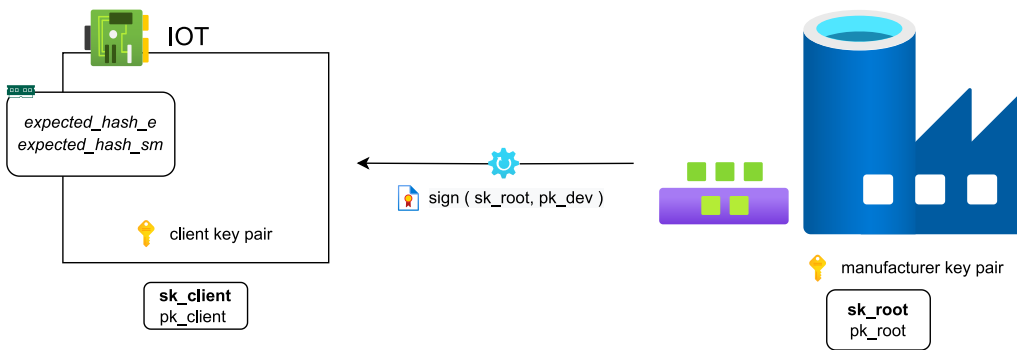 IOT
expected_hash_e
expected_hash_sm
sign ( sk_root, pk_dev )
client key pair
sk_client
pk_client
manufacturer key pair
sk_root
pk_root